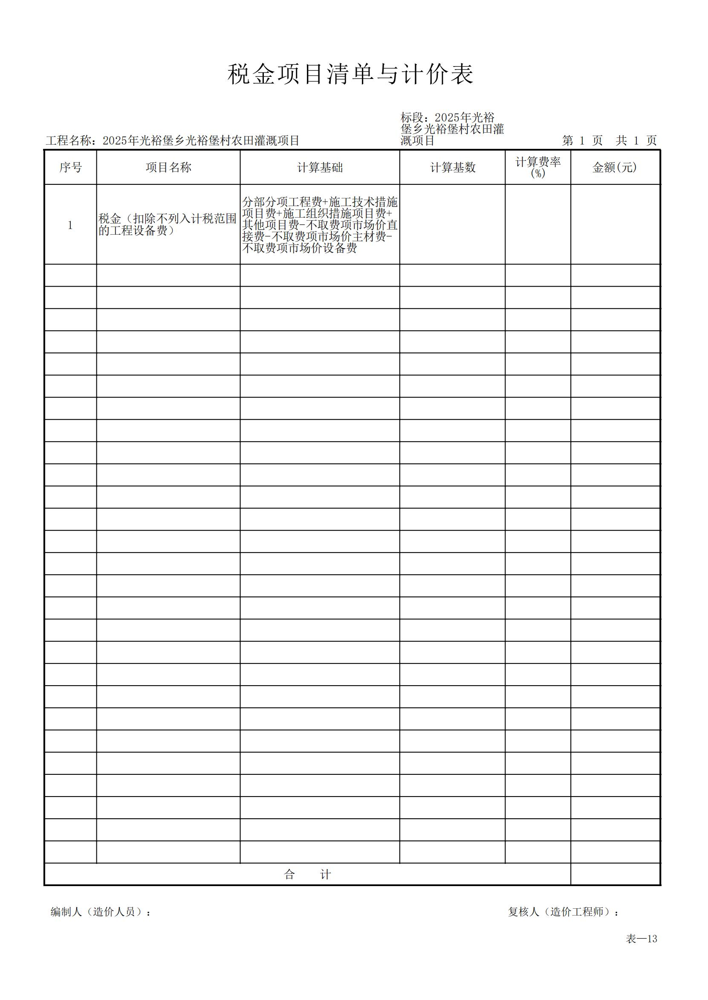 税金项目清单与计价表
标段：2025年光裕
堡乡光裕堡村农田灌
溉项目
工程名称：2025年光裕堡乡光裕堡村农田灌溉项目
第 1 页 共 1 页
序号
项目名称
计算基础
计算基数
计算费率
(%)
金额(元)
1
税金（扣除不列入计税范围
的工程设备费）
分部分项工程费+施工技术措施
项目费+施工组织措施项目费+
其他项目费-不取费项市场价直
接费-不取费项市场价主材费-
不取费项市场价设备费
合 计
编制人（造价人员）：
复核人（造价工程师）：
表—13